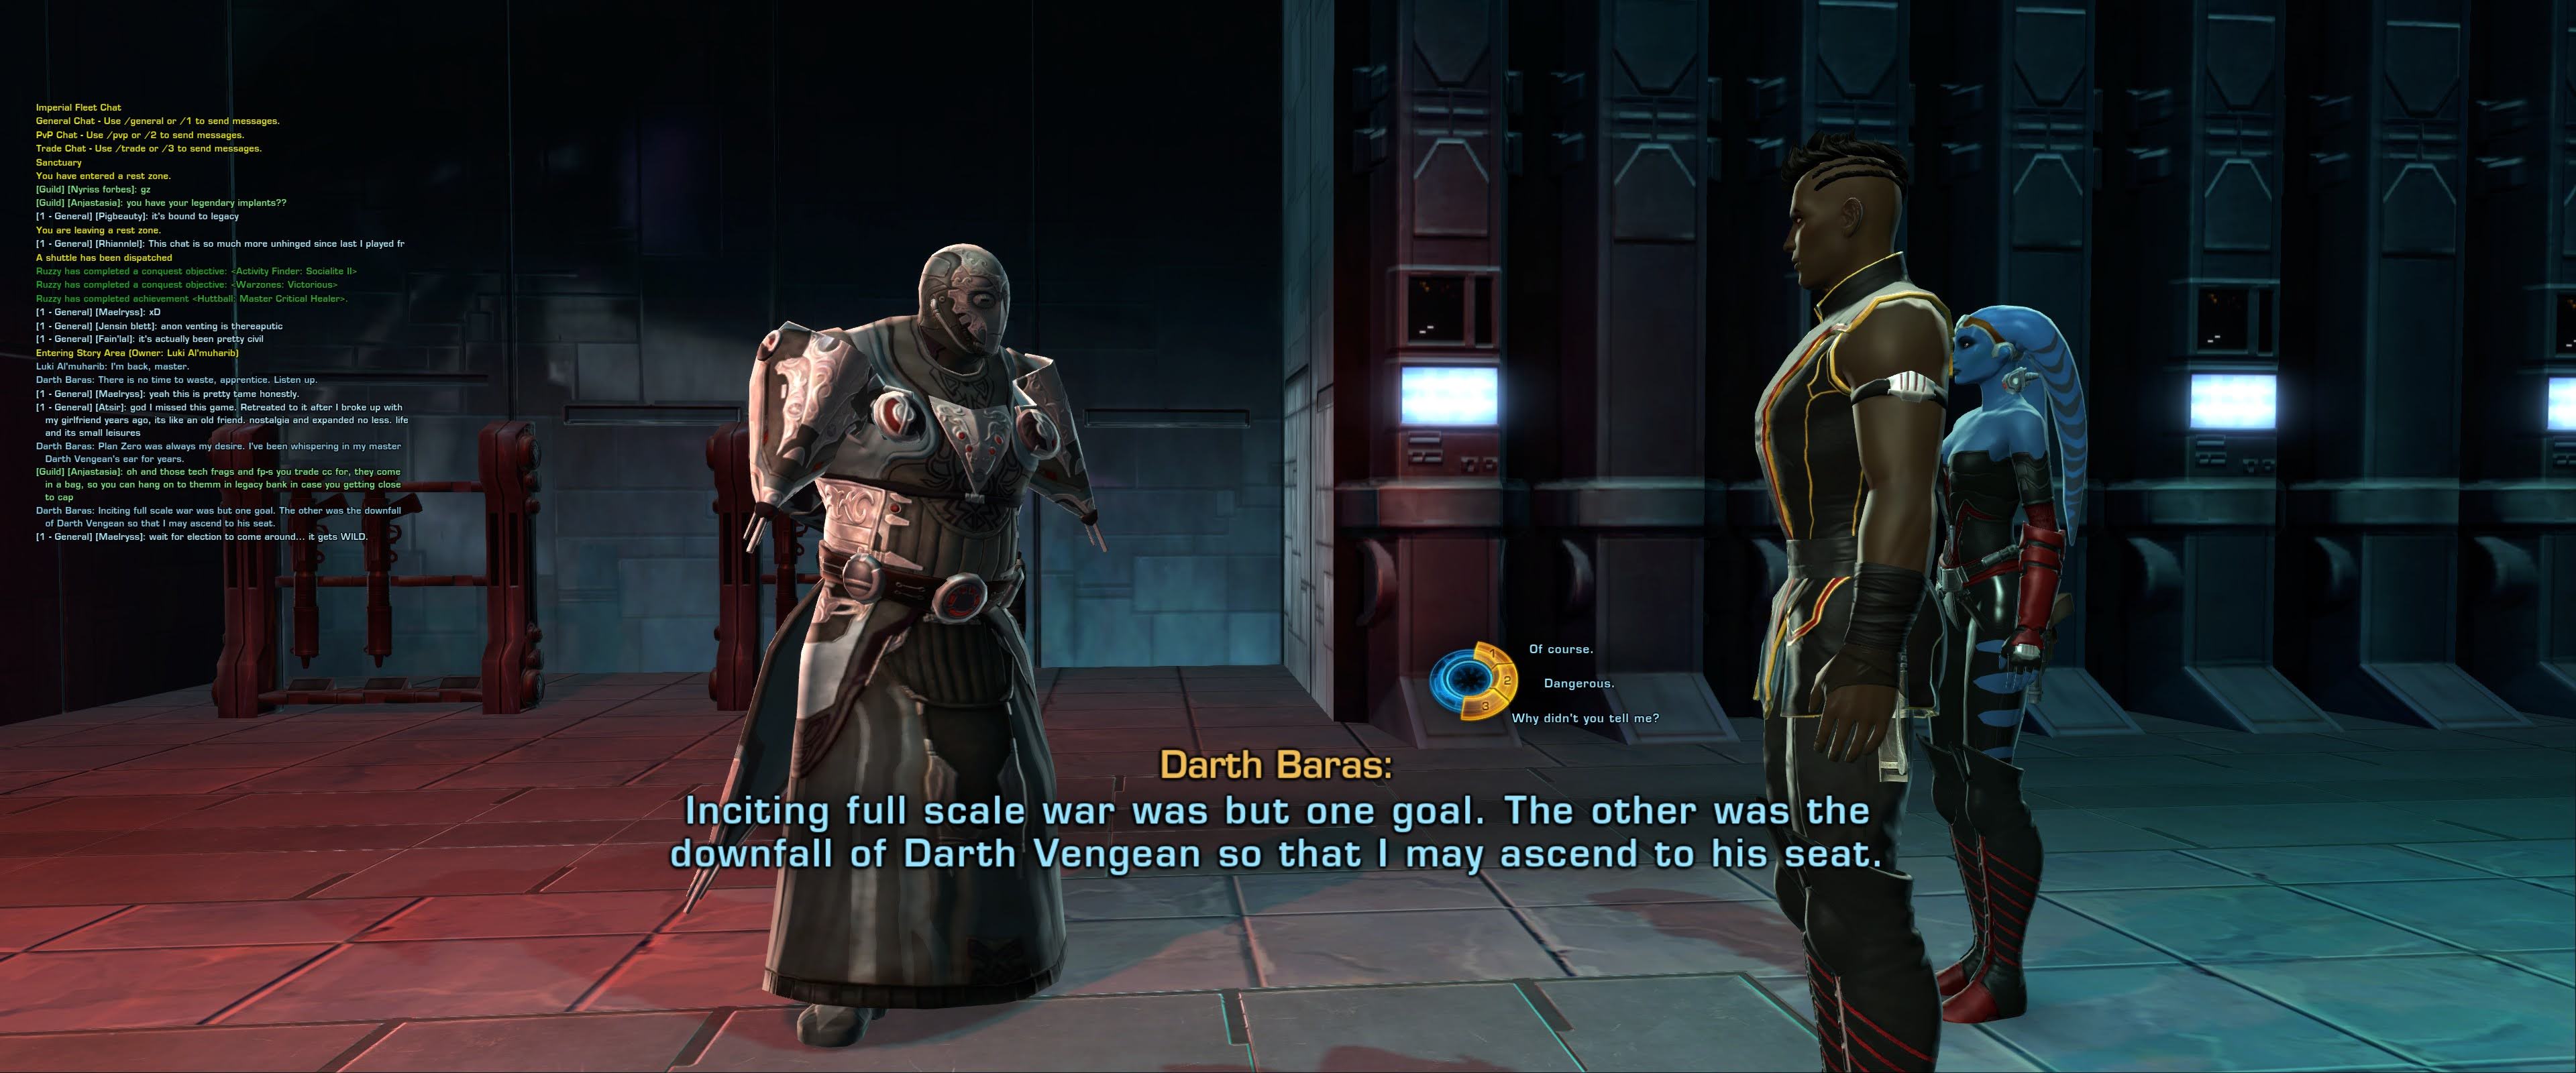 Imperial Fleet Chat
General Chat - Use /general or /1 to send messages.
PvP Chat - Use /pvp or /2 to send messages.
Trade Chat - Use /trade or /3 to send messages.
Sanctuary
You have entered a rest zone.
[Guild] [Nyriss forbes]: gz
[Guild] [Anjastasia]: you have your legendary implants??
[1 - General] [Pigbeauty]: it's bound to legacy
You are leaving a rest zone.
[1 - General] [Rhiannlel]: This chat is so much more unhinged since last I played fr
A shuttle has been dispatched
Ruzzy has completed a conquest objective: <Activity Finder: Socialite II>
Ruzzy has completed a conquest objective: <Warzones: Victorious>
Ruzzy has completed achievement <Huttball: Master Critical Healer>.
[1 - General] [Maelryss]: xD
[1 - General] [Jensin blett]: anon venting is thereaputic
[1 - General] [Fain'lal]: it's actually been pretty civil
Entering Story Area (Owner: Luki Al'muharib)
Luki Al'muharib: I'm back, master.
Darth Baras: There is no time to waste, apprentice. Listen up.
[1 - General] [Maelryss]: yeah this is pretty tame honestly.
[1 - General] [Atsir]: god I missed this game. Retreated to it after I broke up with
my girlfriend years ago, its like an old friend. nostalgia and expanded no less. life
and its small leisures
Darth Baras: Plan Zero was always my desire. I've been whispering in my master
Darth Vengean's ear for years.
[Guild] [Anjastasia]: oh and those tech frags and fp-s you trade cc for, they come
in a bag, so you can hang on to themm in legacy bank in case you getting close
to cap
Darth Baras: Inciting full scale war was but one goal. The other was the downfall
of Darth Vengean so that I may ascend to his seat.
[1 - General] [Maelryss]: wait for election to come around... it gets WILD.
1 Of course.
2 Dangerous.
3 Why didn't you tell me?
Darth Baras:
Inciting full scale war was but one goal. The other was the
downfall of Darth Vengean so that I may ascend to his seat.